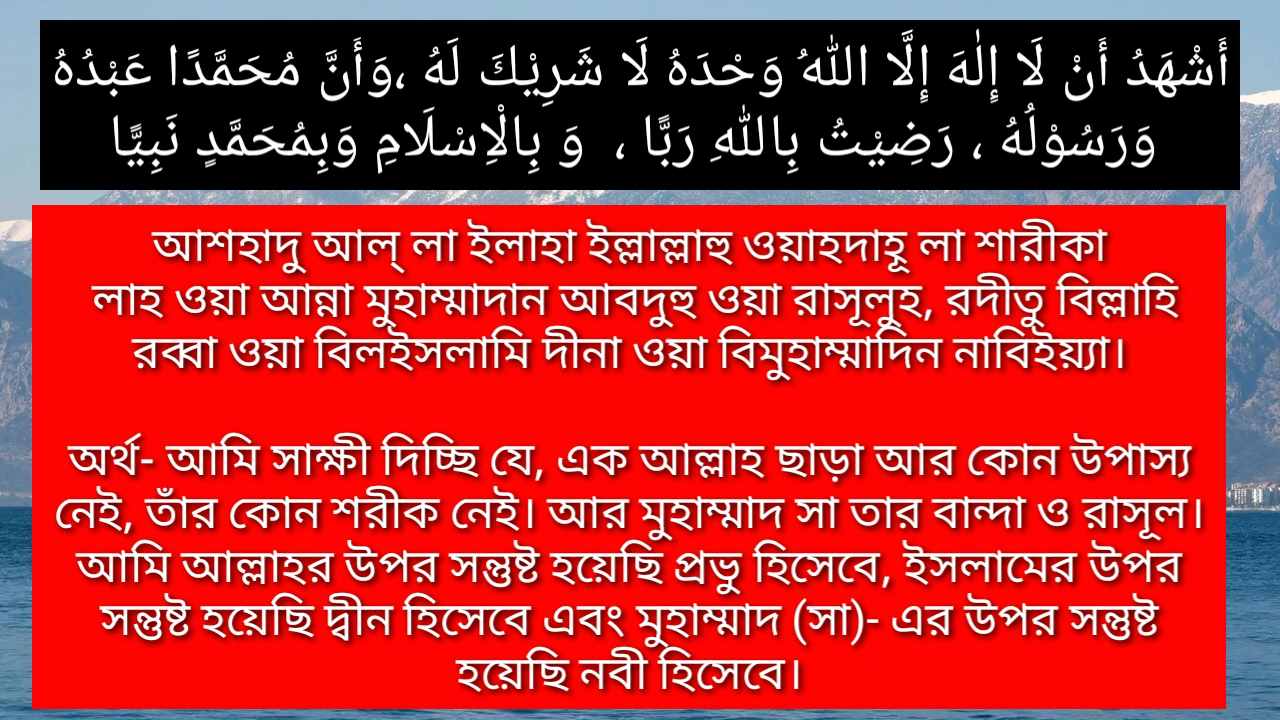 أَشْهَدُ أَنْ لَا إِلٰهَ إِلَّا اللّٰهُ وَحْدَهُ لَا شَرِيْكَ لَهُ ،وَأَنَّ مُحَمَّدًا عَبْدُهُ
وَرَسُوْلُهُ ، رَضِيْتُ بِاللّٰهِ رَبًّا ، وَ بِالْاِسْلَامِ وَبِمُحَمَّدٍ نَبِيًّا
আশহাদু আল্ লা ইলাহা ইল্লাল্লাহু ওয়াহদাহূ লা শারীকা
লাহ ওয়া আন্না মুহাম্মাদান আবদুহু ওয়া রাসূলুহ, রদীতু বিল্লাহি
রব্বা ওয়া বিলইসলামি দীনা ওয়া বিমুহাম্মাদিন নাবিইয়্যা।
অর্থ- আমি সাক্ষী দিচ্ছি যে, এক আল্লাহ ছাড়া আর কোন উপাস্য
নেই, তাঁর কোন শরীক নেই। আর মুহাম্মাদ সা তার বান্দা ও রাসূল।
আমি আল্লাহর উপর সন্তুষ্ট হয়েছি প্রভু হিসেবে, ইসলামের উপর
সন্তুষ্ট হয়েছি দ্বীন হিসেবে এবং মুহাম্মাদ (সা)- এর উপর সন্তুষ্ট
হয়েছি নবী হিসেবে।